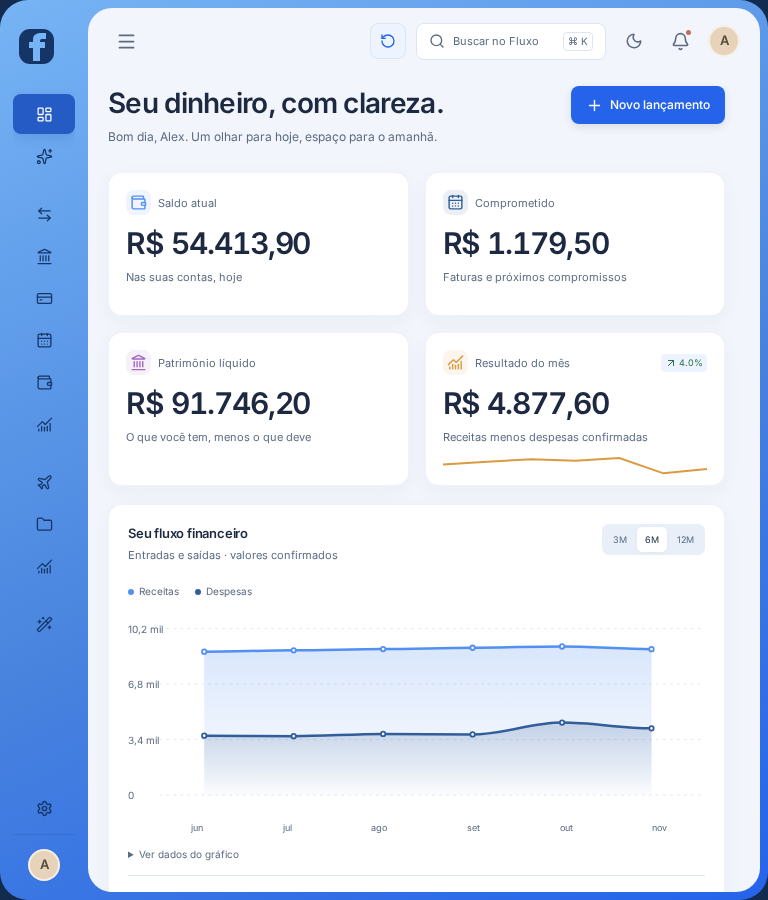 f
Buscar no Fluxo
⌘ K
A
Seu dinheiro, com clareza.
Novo lançamento
Bom dia, Alex. Um olhar para hoje, espaço para o amanhã.
Saldo atual
R$ 54.413,90
Nas suas contas, hoje
Comprometido
R$ 1.179,50
Faturas e próximos compromissos
Patrimônio líquido
R$ 91.746,20
O que você tem, menos o que deve
Resultado do mês
4.0%
R$ 4.877,60
Receitas menos despesas confirmadas
Seu fluxo financeiro
Entradas e saídas · valores confirmados
3M 6M 12M
Receitas Despesas
10,2 mil
6,8 mil
3,4 mil
0
jun jul ago set out nov
Ver dados do gráfico
A